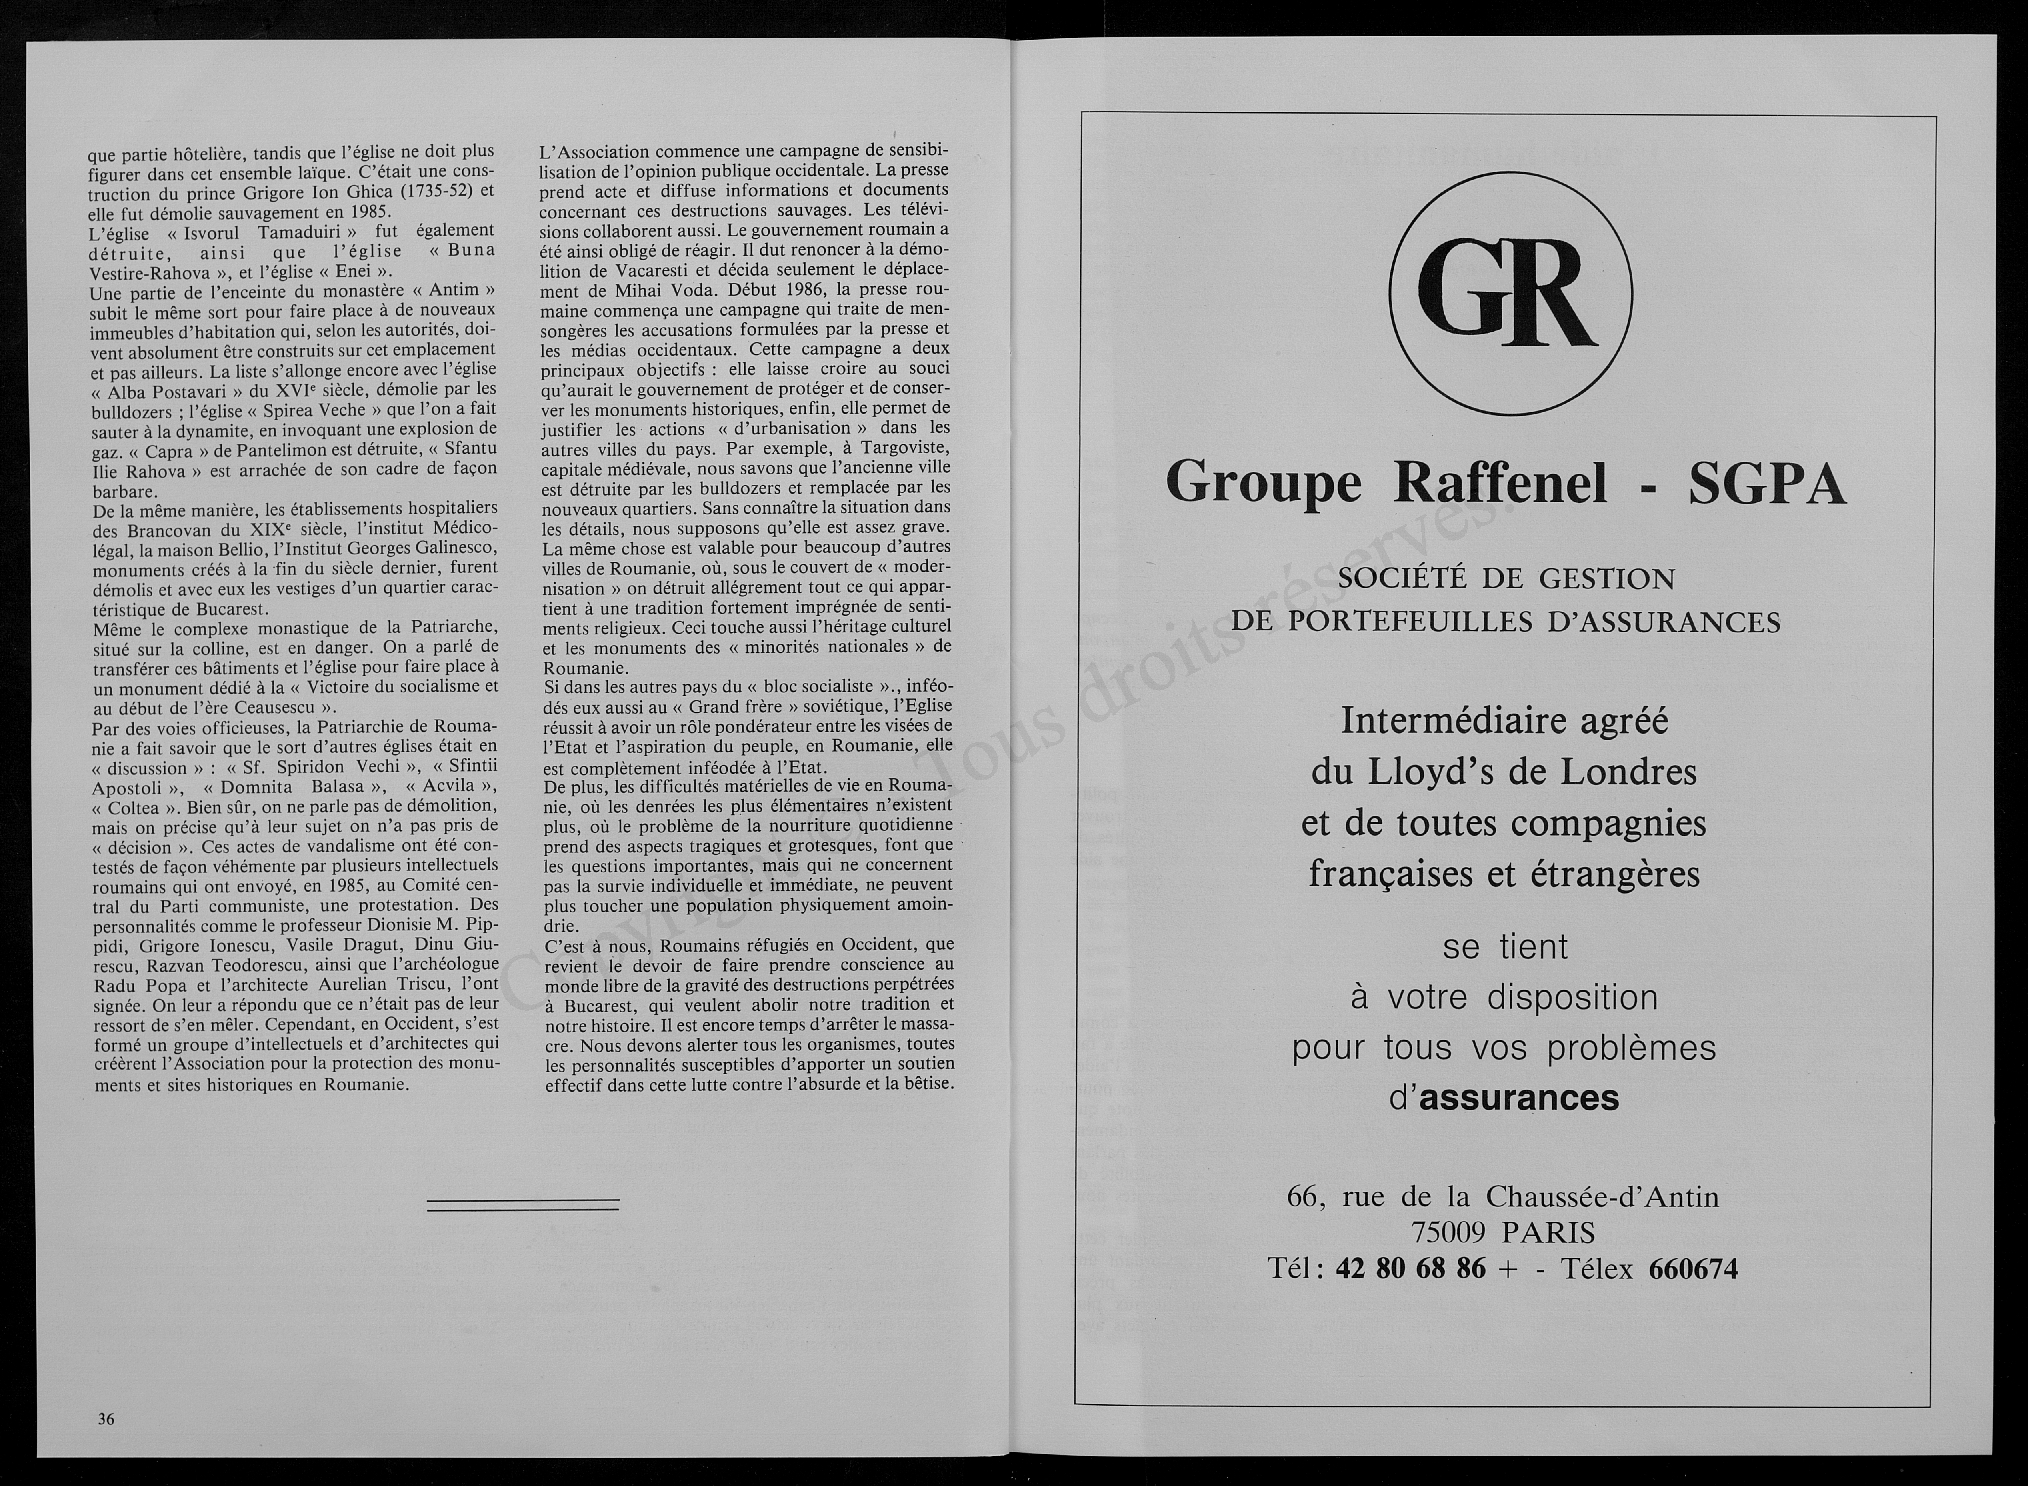 que partie hôtelière, tandis que l'église ne doit plus
figurer dans cet ensemble laïque. C'était une cons-
truction du prince Grigore Ion Ghica (1735-52) et
elle fut démolie sauvagement en 1985.
L'église « Isvorul Tamaduiri » fut également
détruite, ainsi que l'église « Buna
Vestire-Rahova », et l'église « Enei ».
Une partie de l'enceinte du monastère « Antim »
subit le même sort pour faire place à de nouveaux
immeubles d'habitation qui, selon les autorités, doi-
vent absolument être construits sur cet emplacement
et pas ailleurs. La liste s'allonge encore avec l'église
« Alba Postavari » du XVIe siècle, démolie par les
bulldozers ; l'église « Spirea Veche » que l'on a fait
sauter à la dynamite, en invoquant une explosion de
gaz. « Capra » de Pantelimon est détruite, « Sfantu
Ilie Rahova » est arrachée de son cadre de façon
barbare.
De la même manière, les établissements hospitaliers
des Brancovan du XIXe siècle, l'institut Médico-
légal, la maison Bellio, l'Institut Georges Galinesco,
monuments créés à la fin du siècle dernier, furent
démolis et avec eux les vestiges d'un quartier carac-
téristique de Bucarest.
Même le complexe monastique de la Patriarche,
situé sur la colline, est en danger. On a parlé de
transférer ces bâtiments et l'église pour faire place à
un monument dédié à la « Victoire du socialisme et
au début de l'ère Ceausescu ».
Par des voies officieuses, la Patriarchie de Rouma-
nie a fait savoir que le sort d'autres églises était en
« discussion » : « Sf. Spiridon Vechi », « Sfintii
Apostoli », « Domnita Balasa », « Acvila »,
« Coltea ». Bien sûr, on ne parle pas de démolition,
mais on précise qu'à leur sujet on n'a pas pris de
« décision ». Ces actes de vandalisme ont été con-
testés de façon véhémente par plusieurs intellectuels
roumains qui ont envoyé, en 1985, au Comité cen-
tral du Parti communiste, une protestation. Des
personnalités comme le professeur Dionisie M. Pip-
pidi, Grigore Ionescu, Vasile Dragut, Dinu Giu-
rescu, Razvan Teodorescu, ainsi que l'archéologue
Radu Popa et l'architecte Aurelian Triscu, l'ont
signée. On leur a répondu que ce n'était pas de leur
ressort de s'en mêler. Cependant, en Occident, s'est
formé un groupe d'intellectuels et d'architectes qui
créèrent l'Association pour la protection des monu-
ments et sites historiques en Roumanie.
L'Association commence une campagne de sensibi-
lisation de l'opinion publique occidentale. La presse
prend acte et diffuse informations et documents
concernant ces destructions sauvages. Les télévi-
sions collaborent aussi. Le gouvernement roumain a
été ainsi obligé de réagir. Il dut renoncer à la démo-
lition de Vacaresti et décida seulement le déplace-
ment de Mihai Voda. Début 1986, la presse rou-
maine commença une campagne qui traite de men-
songères les accusations formulées par la presse et
les médias occidentaux. Cette campagne a deux
principaux objectifs : elle laisse croire au souci
qu'aurait le gouvernement de protéger et de conser-
ver les monuments historiques, enfin, elle permet de
justifier les actions « d'urbanisation » dans les
autres villes du pays. Par exemple, à Targoviste,
capitale médiévale, nous savons que l'ancienne ville
est détruite par les bulldozers et remplacée par les
nouveaux quartiers. Sans connaître la situation dans
les détails, nous supposons qu'elle est assez grave.
La même chose est valable pour beaucoup d'autres
villes de Roumanie, où, sous le couvert de « moder-
nisation » on détruit allégrement tout ce qui appar-
tient à une tradition fortement imprégnée de senti-
ments religieux. Ceci touche aussi l'héritage culturel
et les monuments des « minorités nationales » de
Roumanie.
Si dans les autres pays du « bloc socialiste »., inféo-
dés eux aussi au « Grand frère » soviétique, l'Eglise
réussit à avoir un rôle pondérateur entre les visées de
l'Etat et l'aspiration du peuple, en Roumanie, elle
est complètement inféodée à l'Etat.
De plus, les difficultés matérielles de vie en Rouma-
nie, où les denrées les plus élémentaires n'existent
plus, où le problème de la nourriture quotidienne
prend des aspects tragiques et grotesques, font que
les questions importantes, mais qui ne concernent
pas la survie individuelle et immédiate, ne peuvent
plus toucher une population physiquement amoin-
drie.
C'est à nous, Roumains réfugiés en Occident, que
revient le devoir de faire prendre conscience au
monde libre de la gravité des destructions perpétrées
à Bucarest, qui veulent abolir notre tradition et
notre histoire. Il est encore temps d'arrêter le massa-
cre. Nous devons alerter tous les organismes, toutes
les personnalités susceptibles d'apporter un soutien
effectif dans cette lutte contre l'absurde et la bêtise.
36
GR
Groupe Raffenel - SGPA
SOCIÉTÉ DE GESTION
DE PORTEFEUILLES D'ASSURANCES
Intermédiaire agréé
du Lloyd's de Londres
et de toutes compagnies
françaises et étrangères
se tient
à votre disposition
pour tous vos problèmes
d'assurances
66, rue de la Chaussée-d'Antin
75009 PARIS
Tél : 42 80 68 86 + - Télex 660674
Copyright © Tous droits réservés.